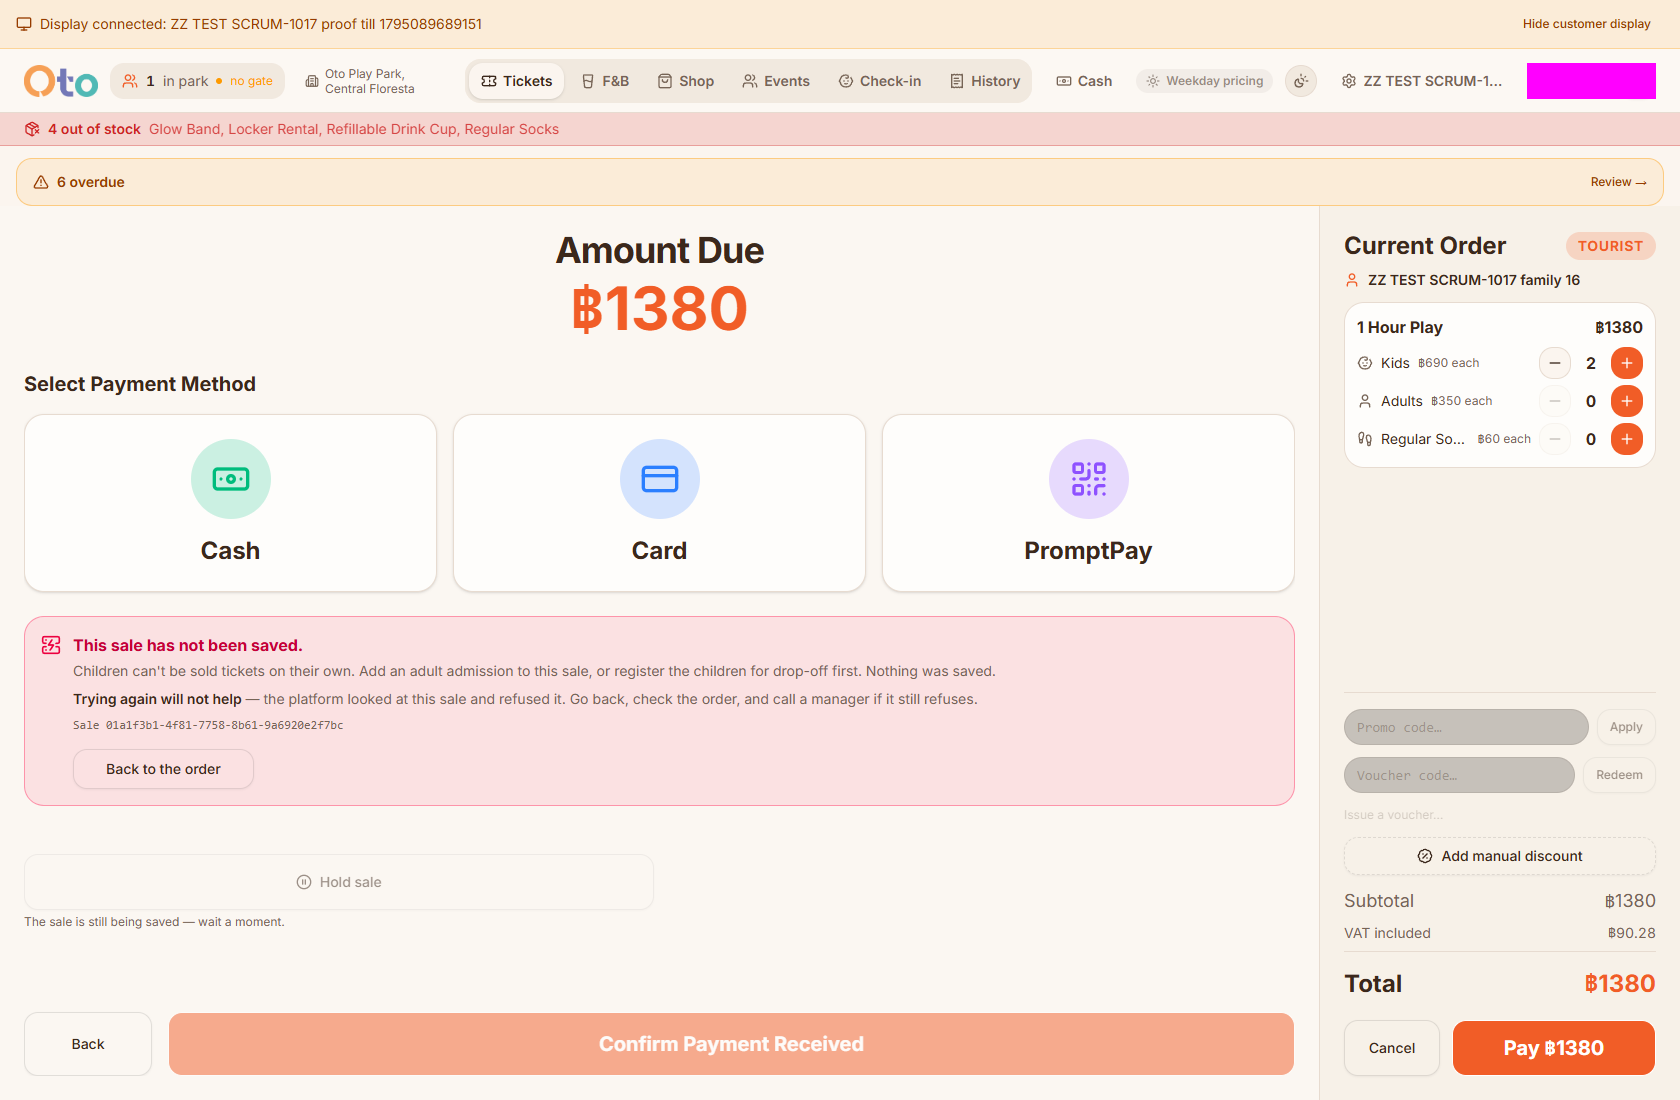 Display connected: ZZ TEST SCRUM-1017 proof till 1795089689151
Hide customer display
Oto
1 in park • no gate
Oto Play Park,
Central Floresta
Tickets
F&B
Shop
Events
Check-in
History
Cash
Weekday pricing
ZZ TEST SCRUM-1...
4 out of stock Glow Band, Locker Rental, Refillable Drink Cup, Regular Socks
6 overdue
Review →
Amount Due
฿1380
Select Payment Method
Cash
Card
PromptPay
This sale has not been saved.
Children can't be sold tickets on their own. Add an adult admission to this sale, or register the children for drop-off first. Nothing was saved.
Trying again will not help — the platform looked at this sale and refused it. Go back, check the order, and call a manager if it still refuses.
Sale 01a1f3b1-4f81-7758-8b61-9a6920e2f7bc
Back to the order
Hold sale
The sale is still being saved — wait a moment.
Back
Confirm Payment Received
Current Order
TOURIST
ZZ TEST SCRUM-1017 family 16
1 Hour Play ฿1380
Kids ฿690 each − 2 +
Adults ฿350 each − 0 +
Regular So... ฿60 each − 0 +
Promo code…
Apply
Voucher code…
Redeem
Issue a voucher…
Add manual discount
Subtotal ฿1380
VAT included ฿90.28
Total ฿1380
Cancel
Pay ฿1380